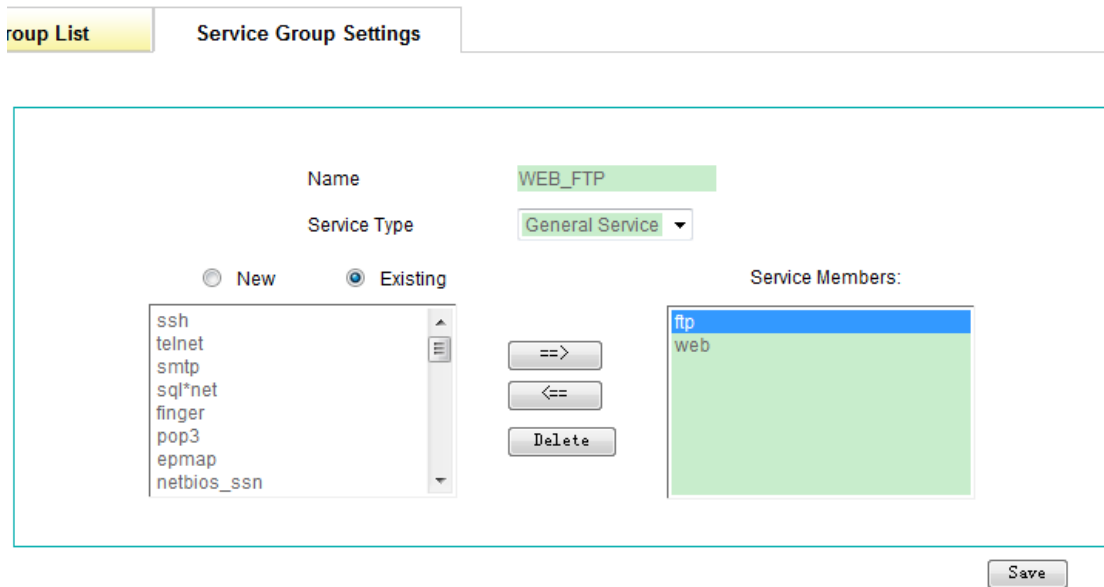 roup List
Service Group Settings
Name
WEB_FTP
Service Type
General Service
New
Existing
Service Members:
ssh
telnet
smtp
sql*net
finger
pop3
epmap
netbios_ssn
==>
<==
Delete
ftp
web
Save